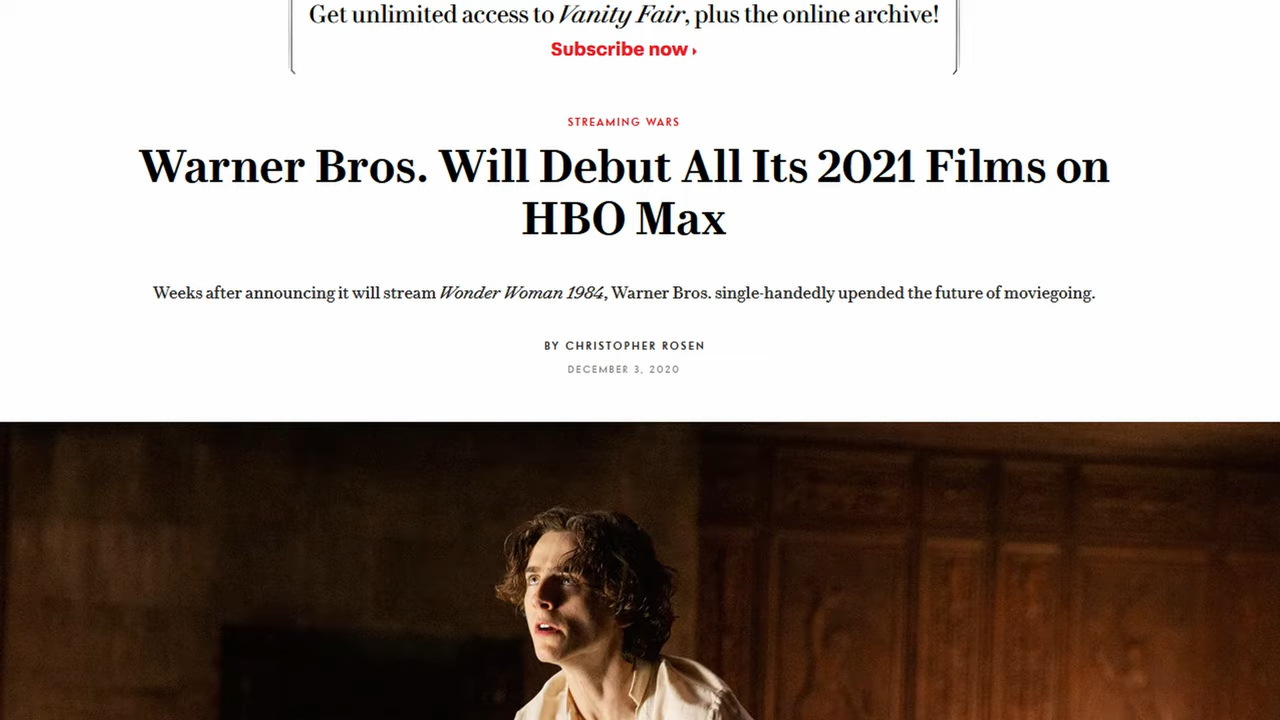 Get unlimited access to Vanity Fair, plus the online archive!
Subscribe now ›
STREAMING WARS
Warner Bros. Will Debut All Its 2021 Films on
HBO Max
Weeks after announcing it will stream Wonder Woman 1984, Warner Bros. single-handedly upended the future of moviegoing.
BY CHRISTOPHER ROSEN
DECEMBER 3, 2020